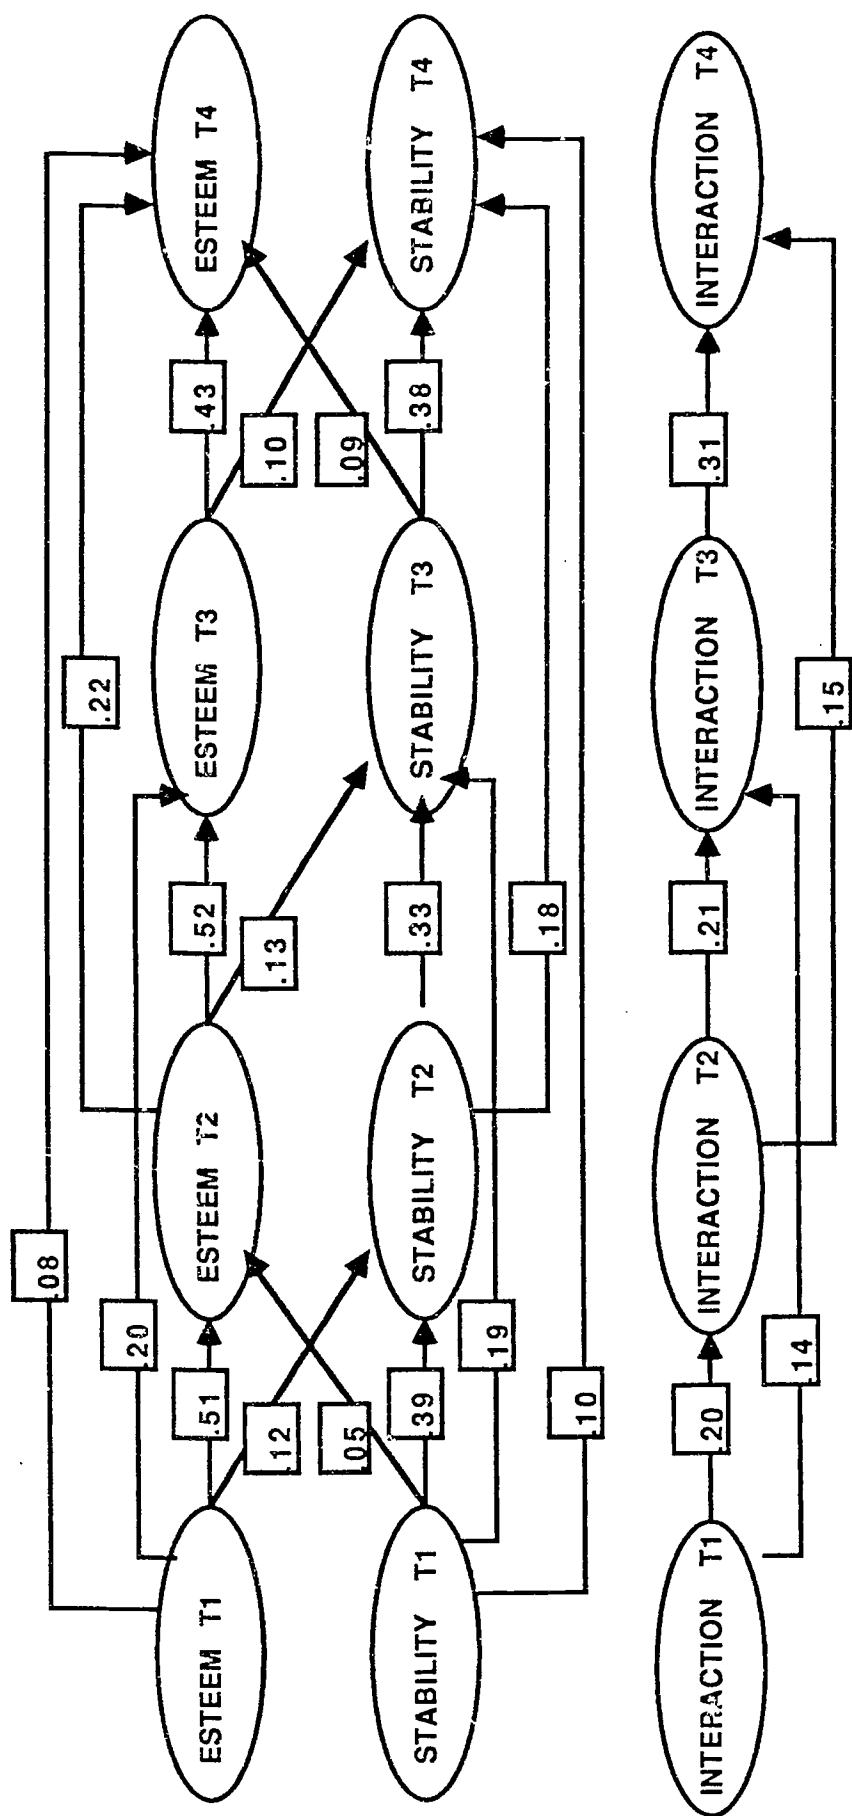 .08
.22
.20
ESTEEM T1
.51
ESTEEM T2
.52
ESTEEM T3
.43
ESTEEM T4
.12
.13
.10
.05
.09
STABILITY T1
.39
STABILITY T2
.33
STABILITY T3
.38
STABILITY T4
.19
.18
.10
INTERACTION T1
.20
INTERACTION T2
.21
INTERACTION T3
.31
INTERACTION T4
.14
.15